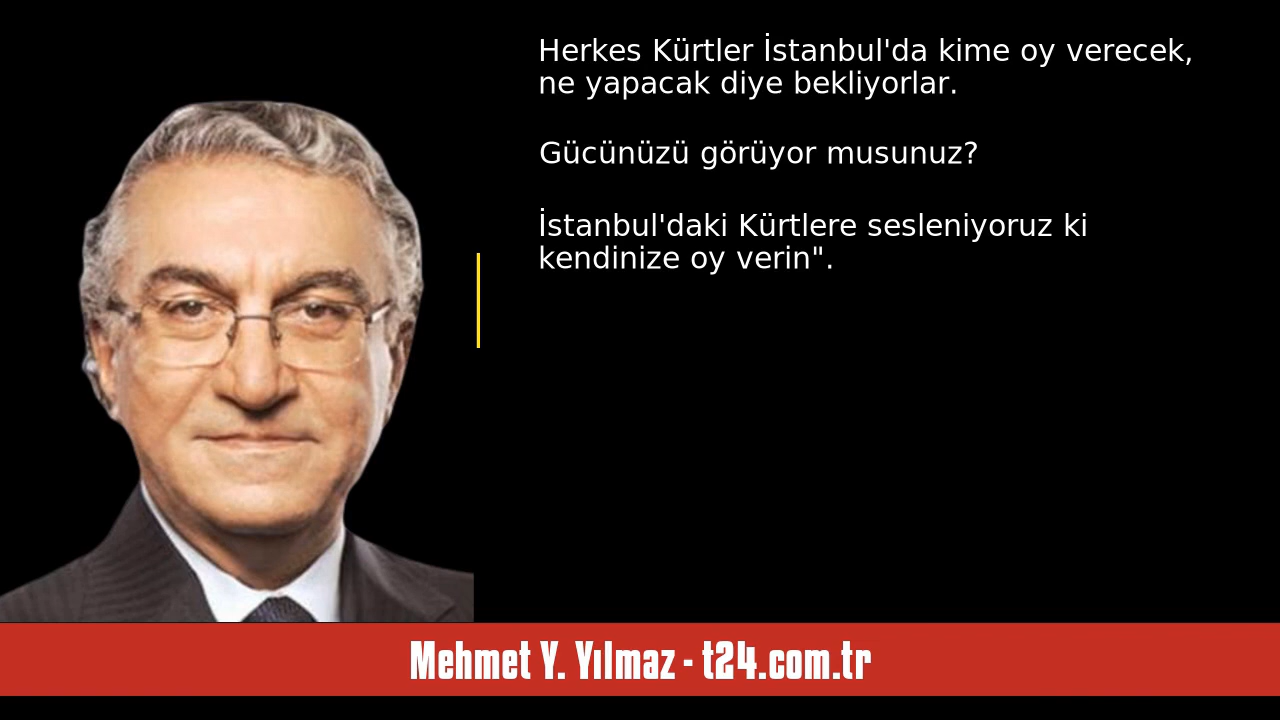 Herkes Kürtler İstanbul'da kime oy verecek,
ne yapacak diye bekliyorlar.
Gücünüzü görüyor musunuz?
İstanbul'daki Kürtlere sesleniyoruz ki
kendinize oy verin".
Mehmet Y. Yılmaz - t24.com.tr